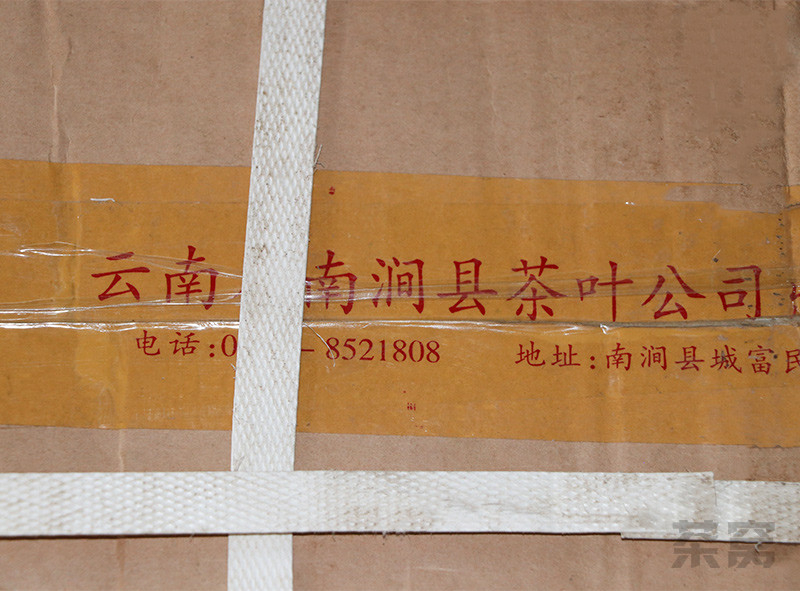 云南 南涧县茶叶公司
电话:0 – 8521808 地址:南涧县城富民
茶窝